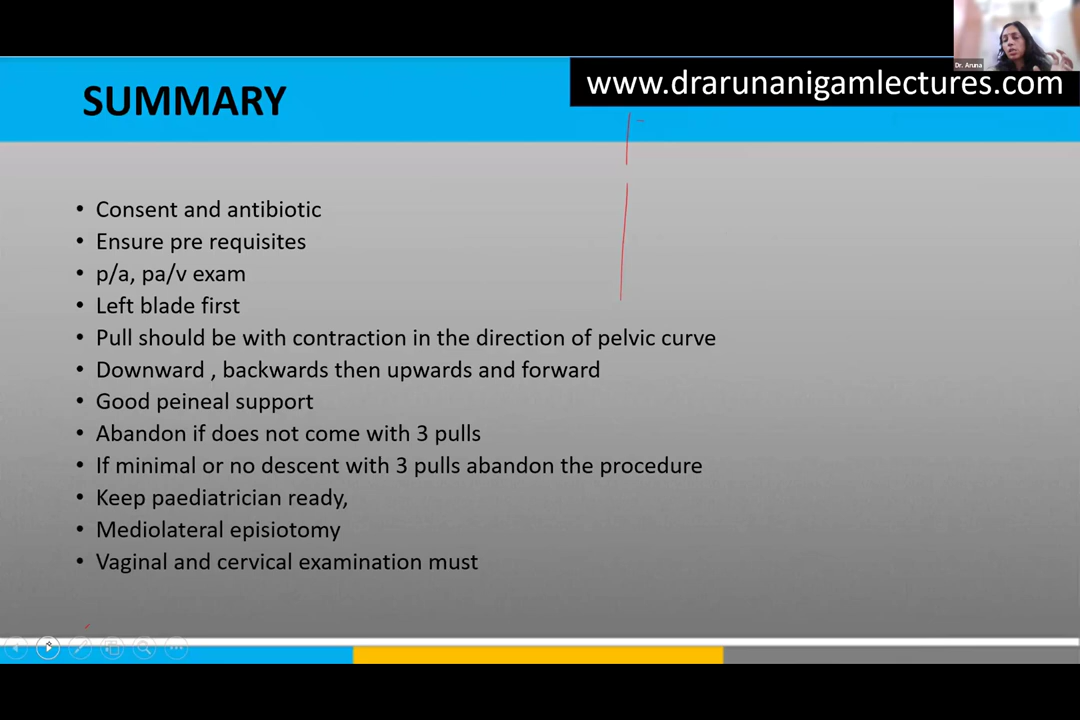 Dr. Aruna
www.drarunanigamlectures.com
SUMMARY
• Consent and antibiotic
• Ensure pre requisites
• p/a, pa/v exam
• Left blade first
• Pull should be with contraction in the direction of pelvic curve
• Downward , backwards then upwards and forward
• Good peineal support
• Abandon if does not come with 3 pulls
• If minimal or no descent with 3 pulls abandon the procedure
• Keep paediatrician ready,
• Mediolateral episiotomy
• Vaginal and cervical examination must